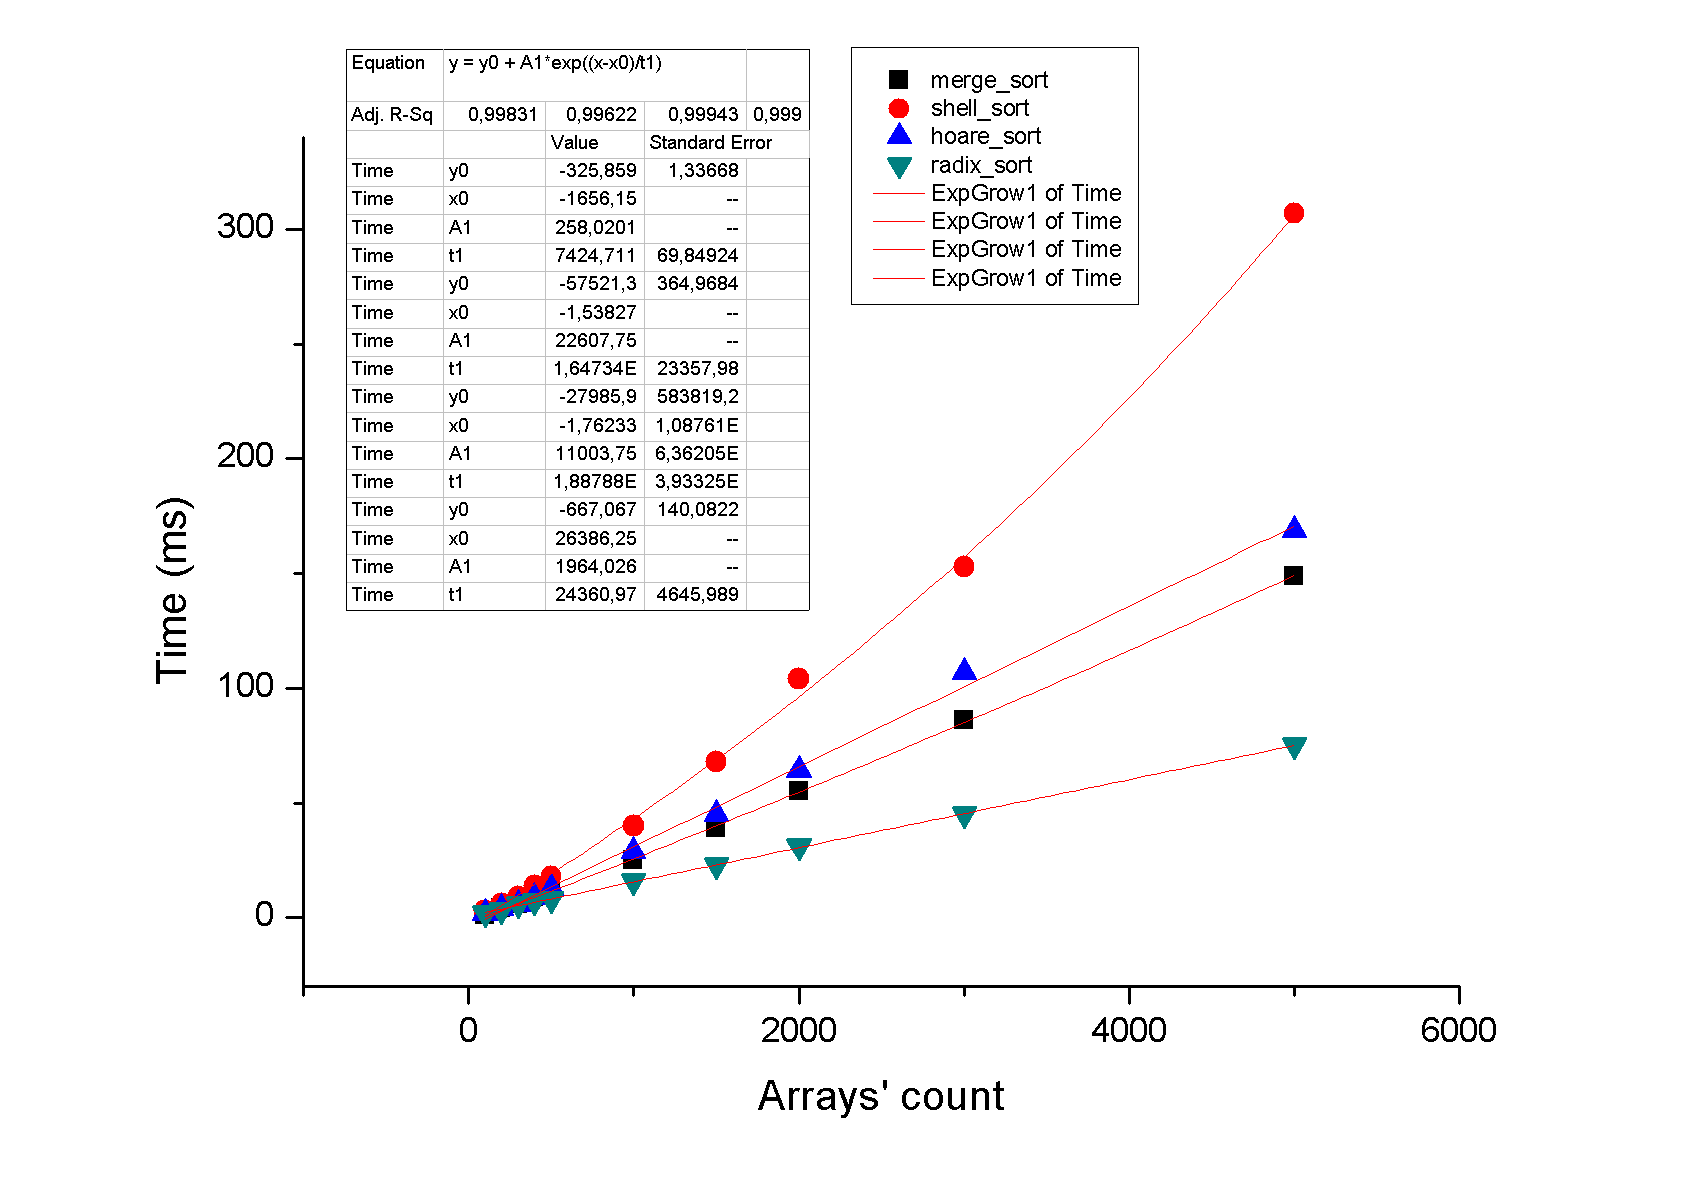 Equation y = y0 + A1*exp((x-x0)/t1)
Adj. R-Sq 0,99831 0,99622 0,99943 0,999
Value Standard Error
Time y0 -325,859 1,33668
Time x0 -1656,15 --
Time A1 258,0201 --
Time t1 7424,711 69,84924
Time y0 -57521,3 364,9684
Time x0 -1,53827 --
Time A1 22607,75 --
Time t1 1,64734E 23357,98
Time y0 -27985,9 583819,2
Time x0 -1,76233 1,08761E
Time A1 11003,75 6,36205E
Time t1 1,88788E 3,93325E
Time y0 -667,067 140,0822
Time x0 26386,25 --
Time A1 1964,026 --
Time t1 24360,97 4645,989
merge_sort
shell_sort
hoare_sort
radix_sort
ExpGrow1 of Time
ExpGrow1 of Time
ExpGrow1 of Time
ExpGrow1 of Time
300
200
100
0
Time (ms)
0 2000 4000 6000
Arrays' count